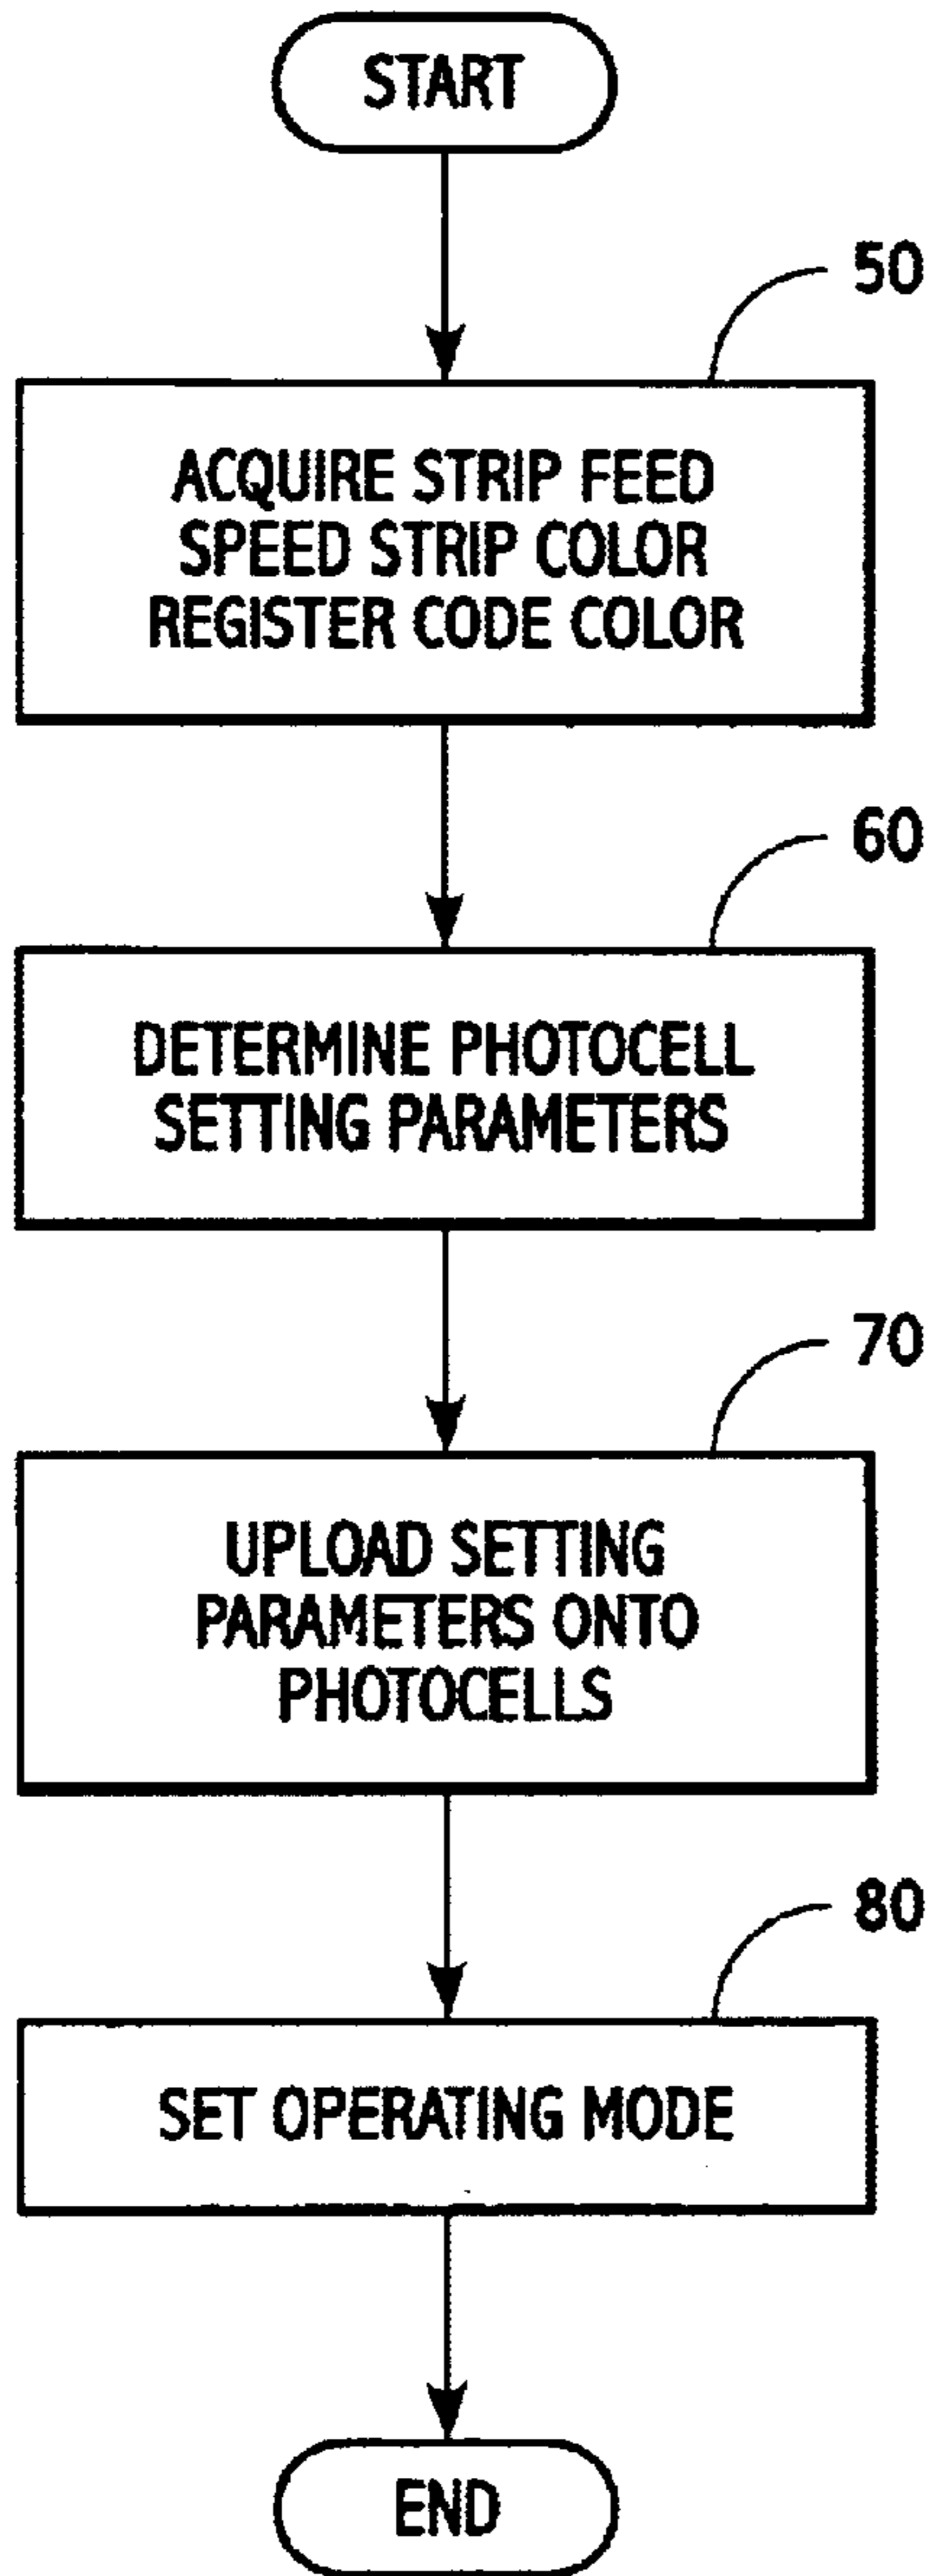 START
50
ACQUIRE STRIP FEED
SPEED STRIP COLOR
REGISTER CODE COLOR
60
DETERMINE PHOTOCELL
SETTING PARAMETERS
70
UPLOAD SETTING
PARAMETERS ONTO
PHOTOCELLS
80
SET OPERATING MODE
END